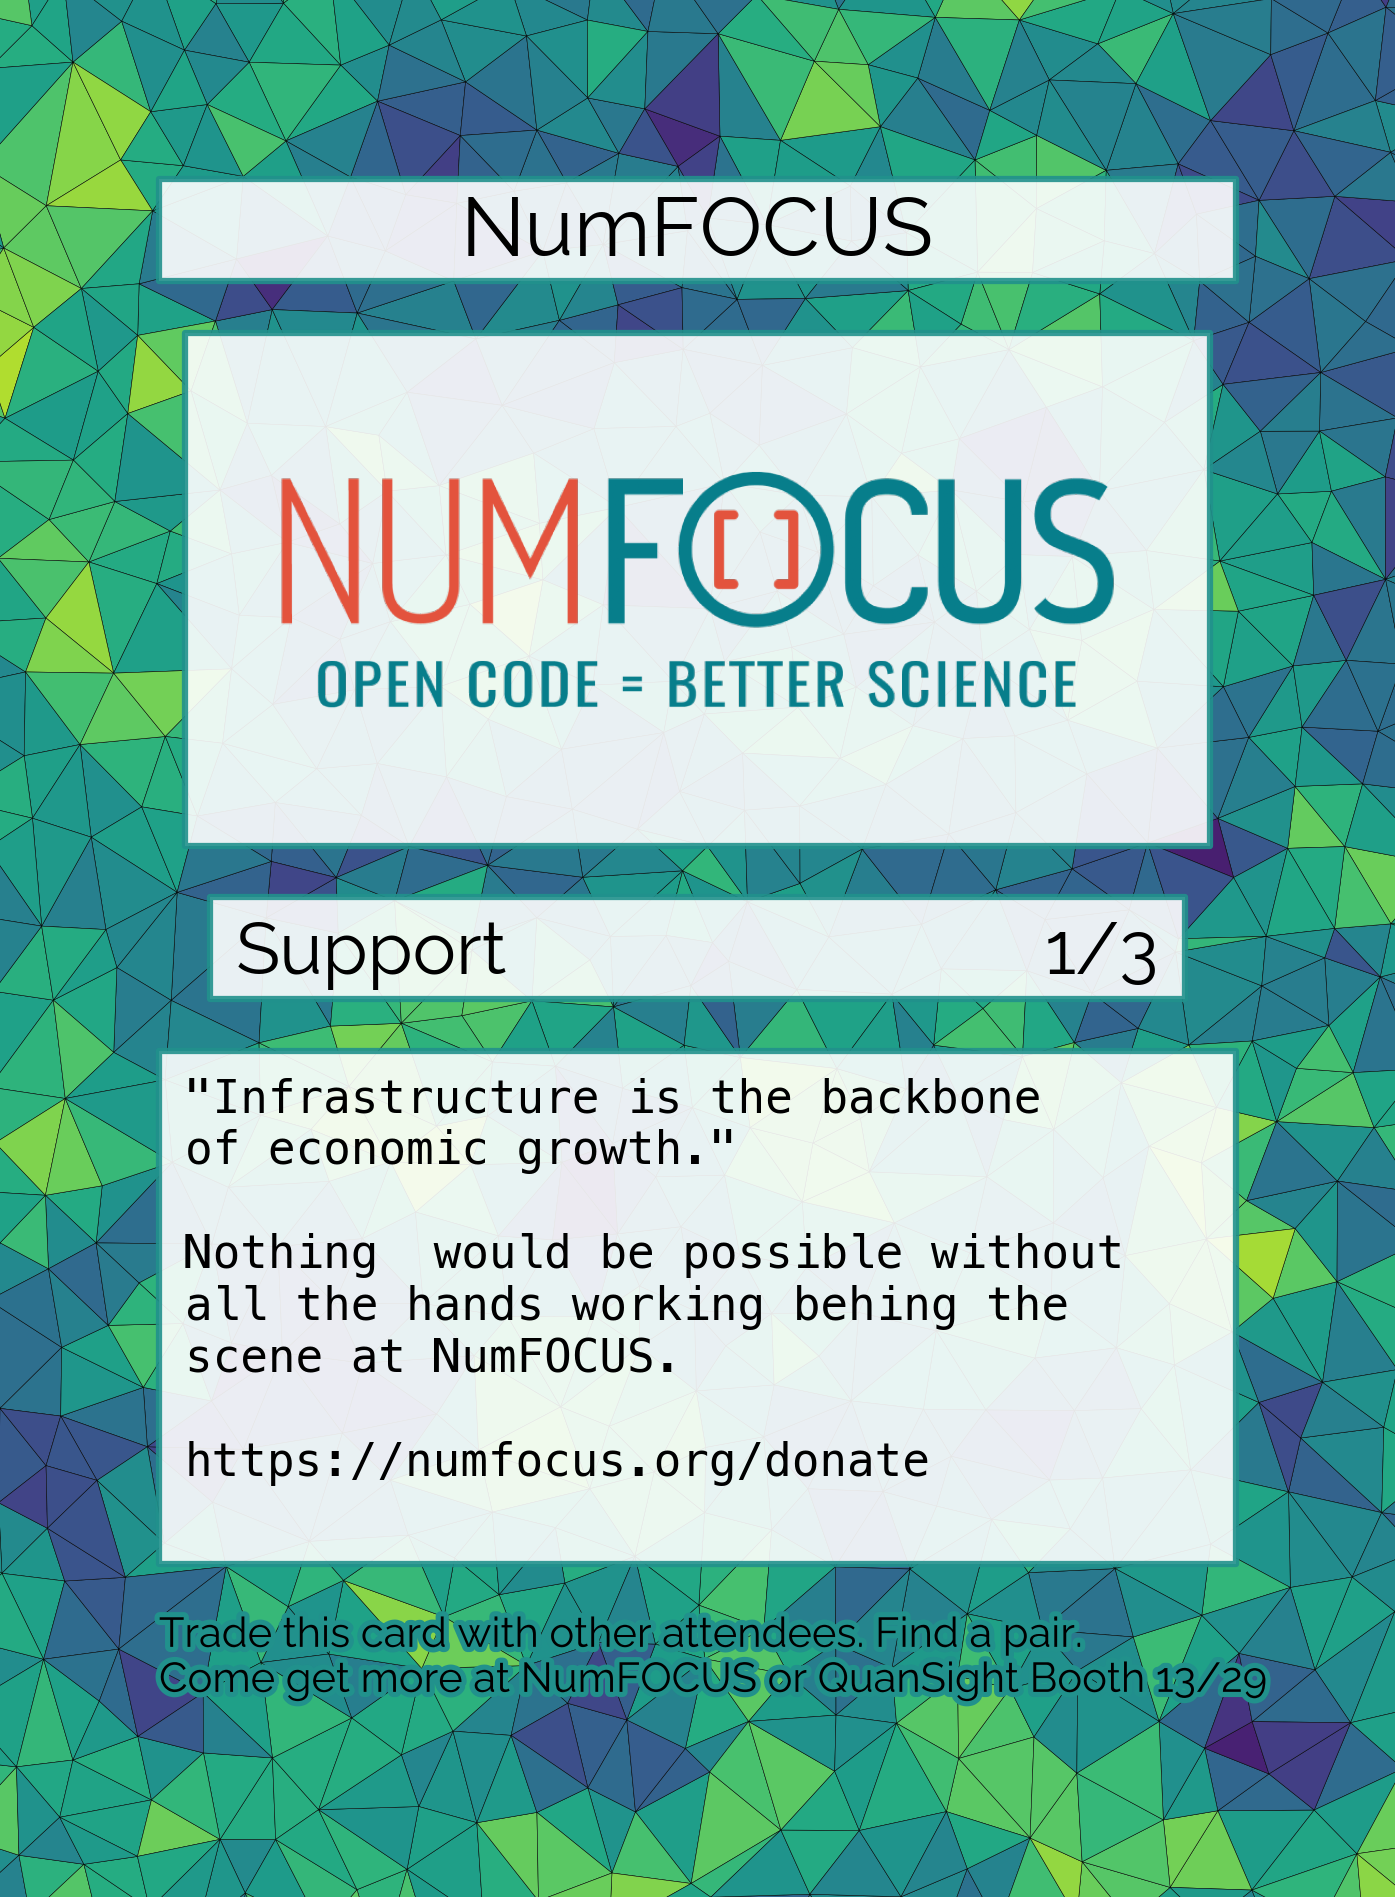 NumFOCUS
NUMFOCUS
OPEN CODE = BETTER SCIENCE
Support 1/3
"Infrastructure is the backbone
of economic growth."
Nothing  would be possible without
all the hands working behing the
scene at NumFOCUS.
https://numfocus.org/donate
Trade this card with other attendees. Find a pair.
Come get more at NumFOCUS or QuanSight Booth 13/29